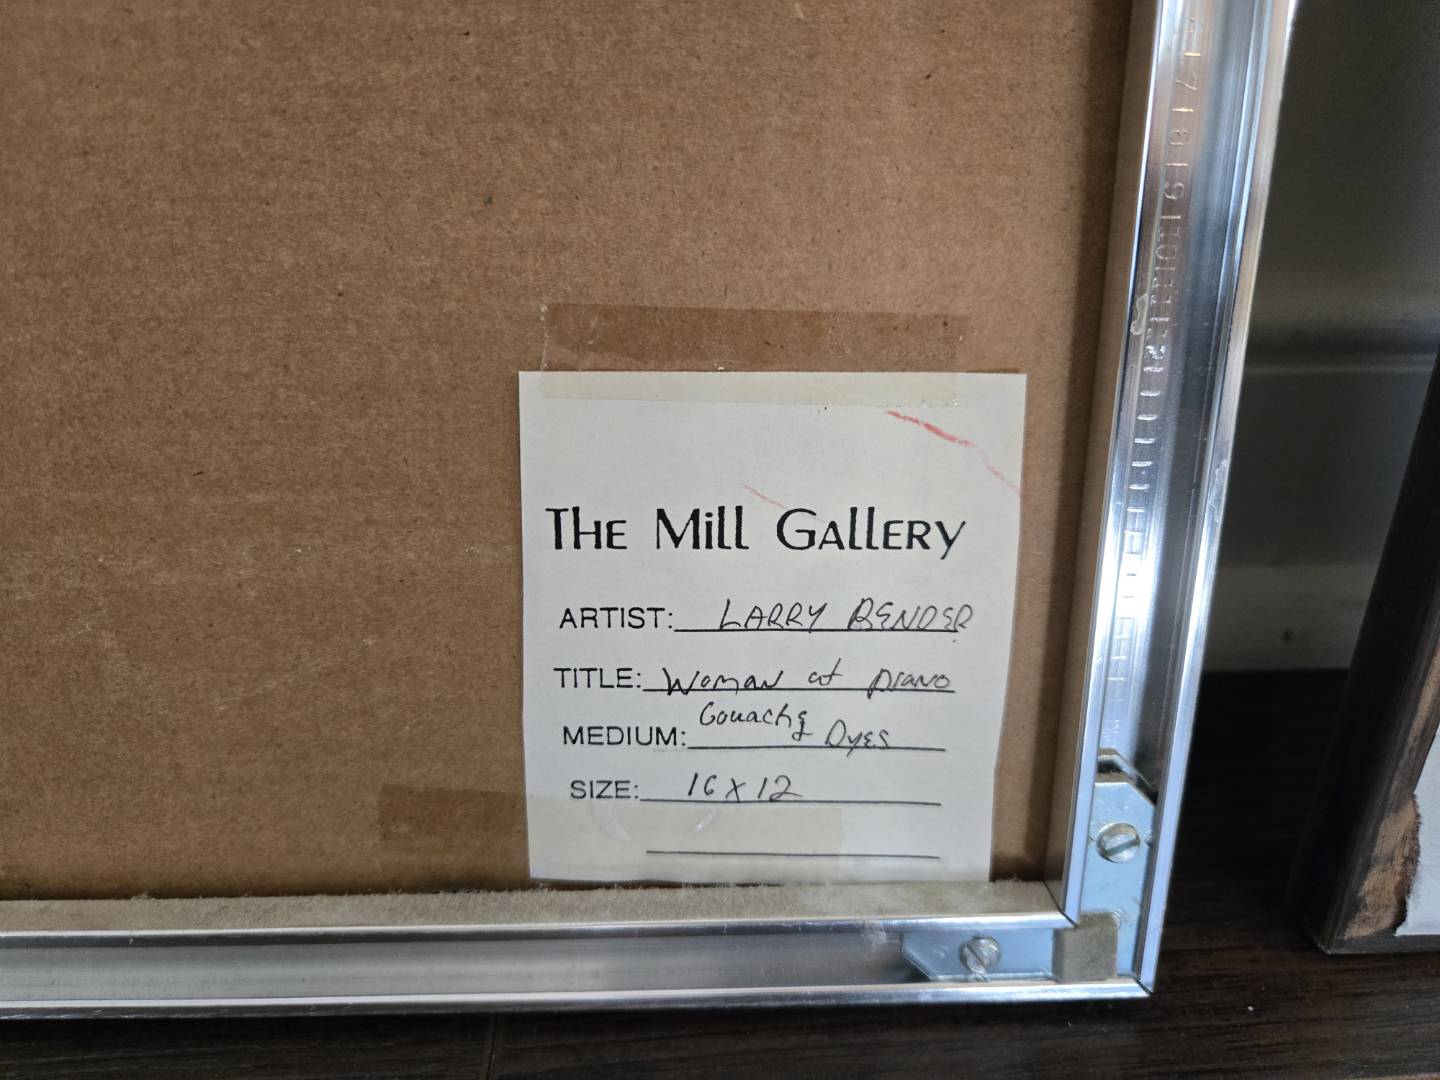 The Mill Gallery
ARTIST: LARRY BENDER
TITLE: Woman at piano
MEDIUM: Gouache & Dyes
SIZE: 16 x 12